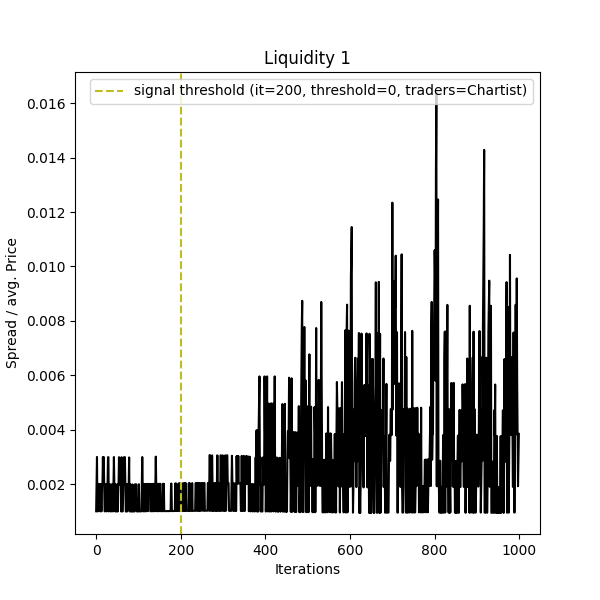 Liquidity 1
signal threshold (it=200, threshold=0, traders=Chartist)
0.016
0.014
0.012
0.010
0.008
0.006
0.004
0.002
Spread / avg. Price
0 200 400 600 800 1000
Iterations